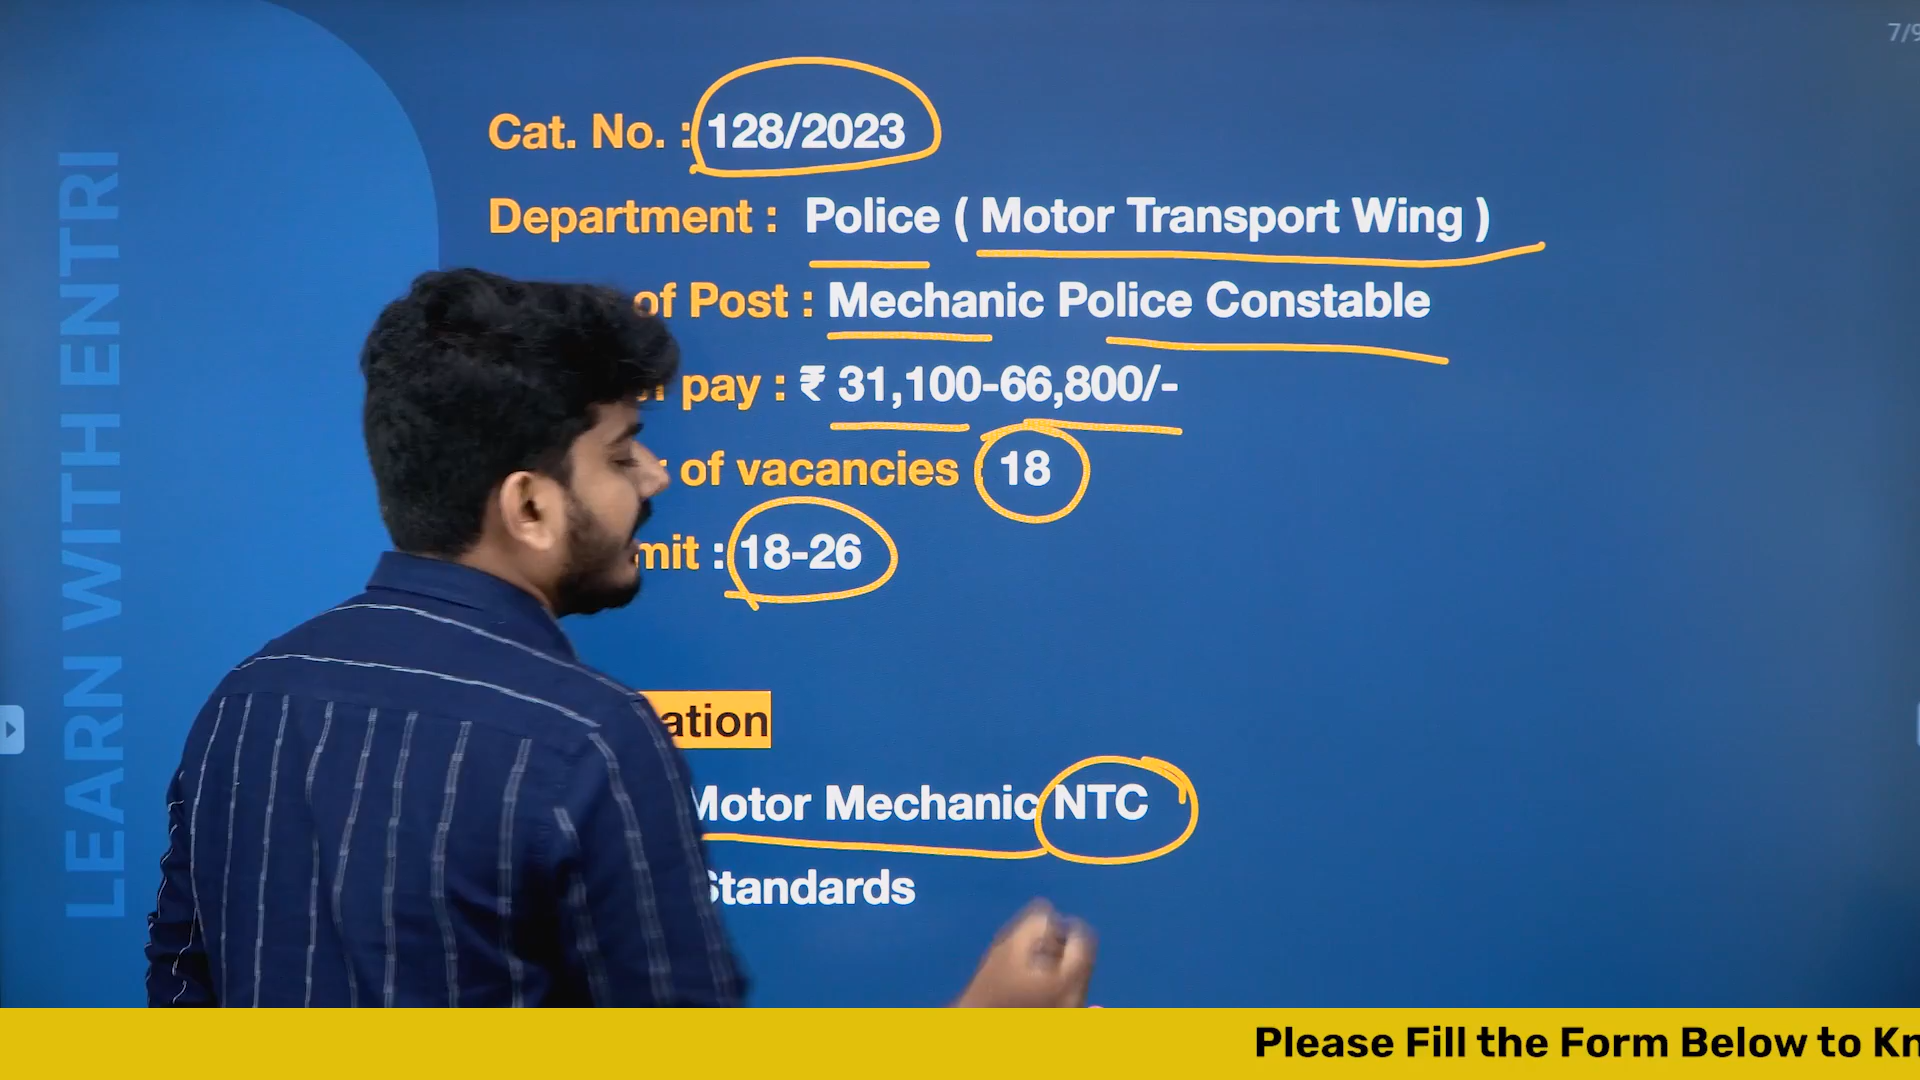 7/9
LEARN WITH ENTRI
Cat. No. : 128/2023
Department : Police ( Motor Transport Wing )
of Post : Mechanic Police Constable
pay : ₹ 31,100-66,800/-
of vacancies 18
mit : 18-26
ation
Motor Mechanic NTC
Standards
Please Fill the Form Below to Kn